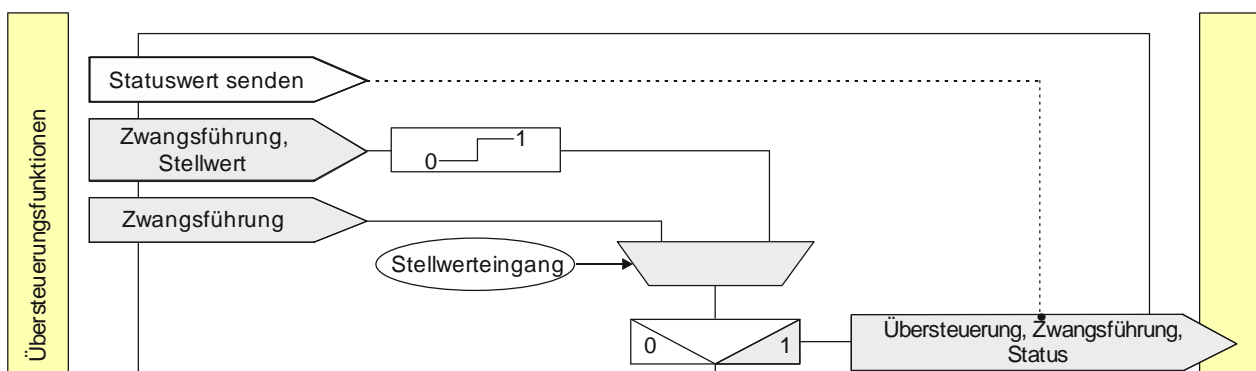 Übersteuerungsfunktionen
Statuswert senden
Zwangsführung,
Stellwert
0
1
Zwangsführung
Stellwerteingang
0
1
Übersteuerung, Zwangsführung,
Status